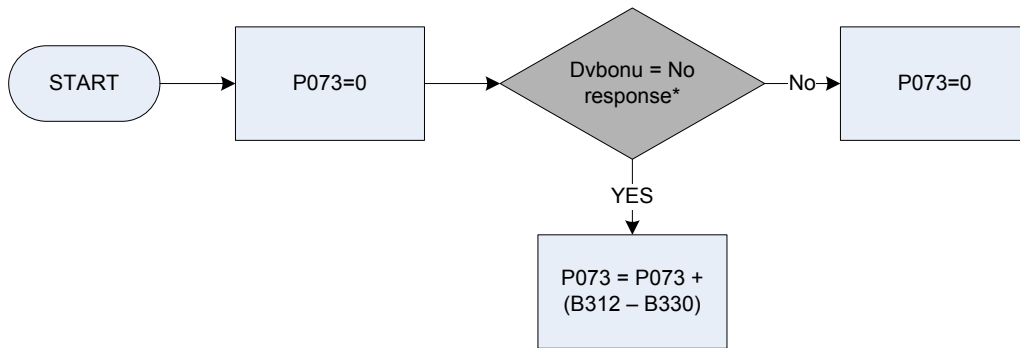 START
P073=0
Dvbonu = No
response*
No
P073=0
YES
P073 = P073 +
(B312 – B330)